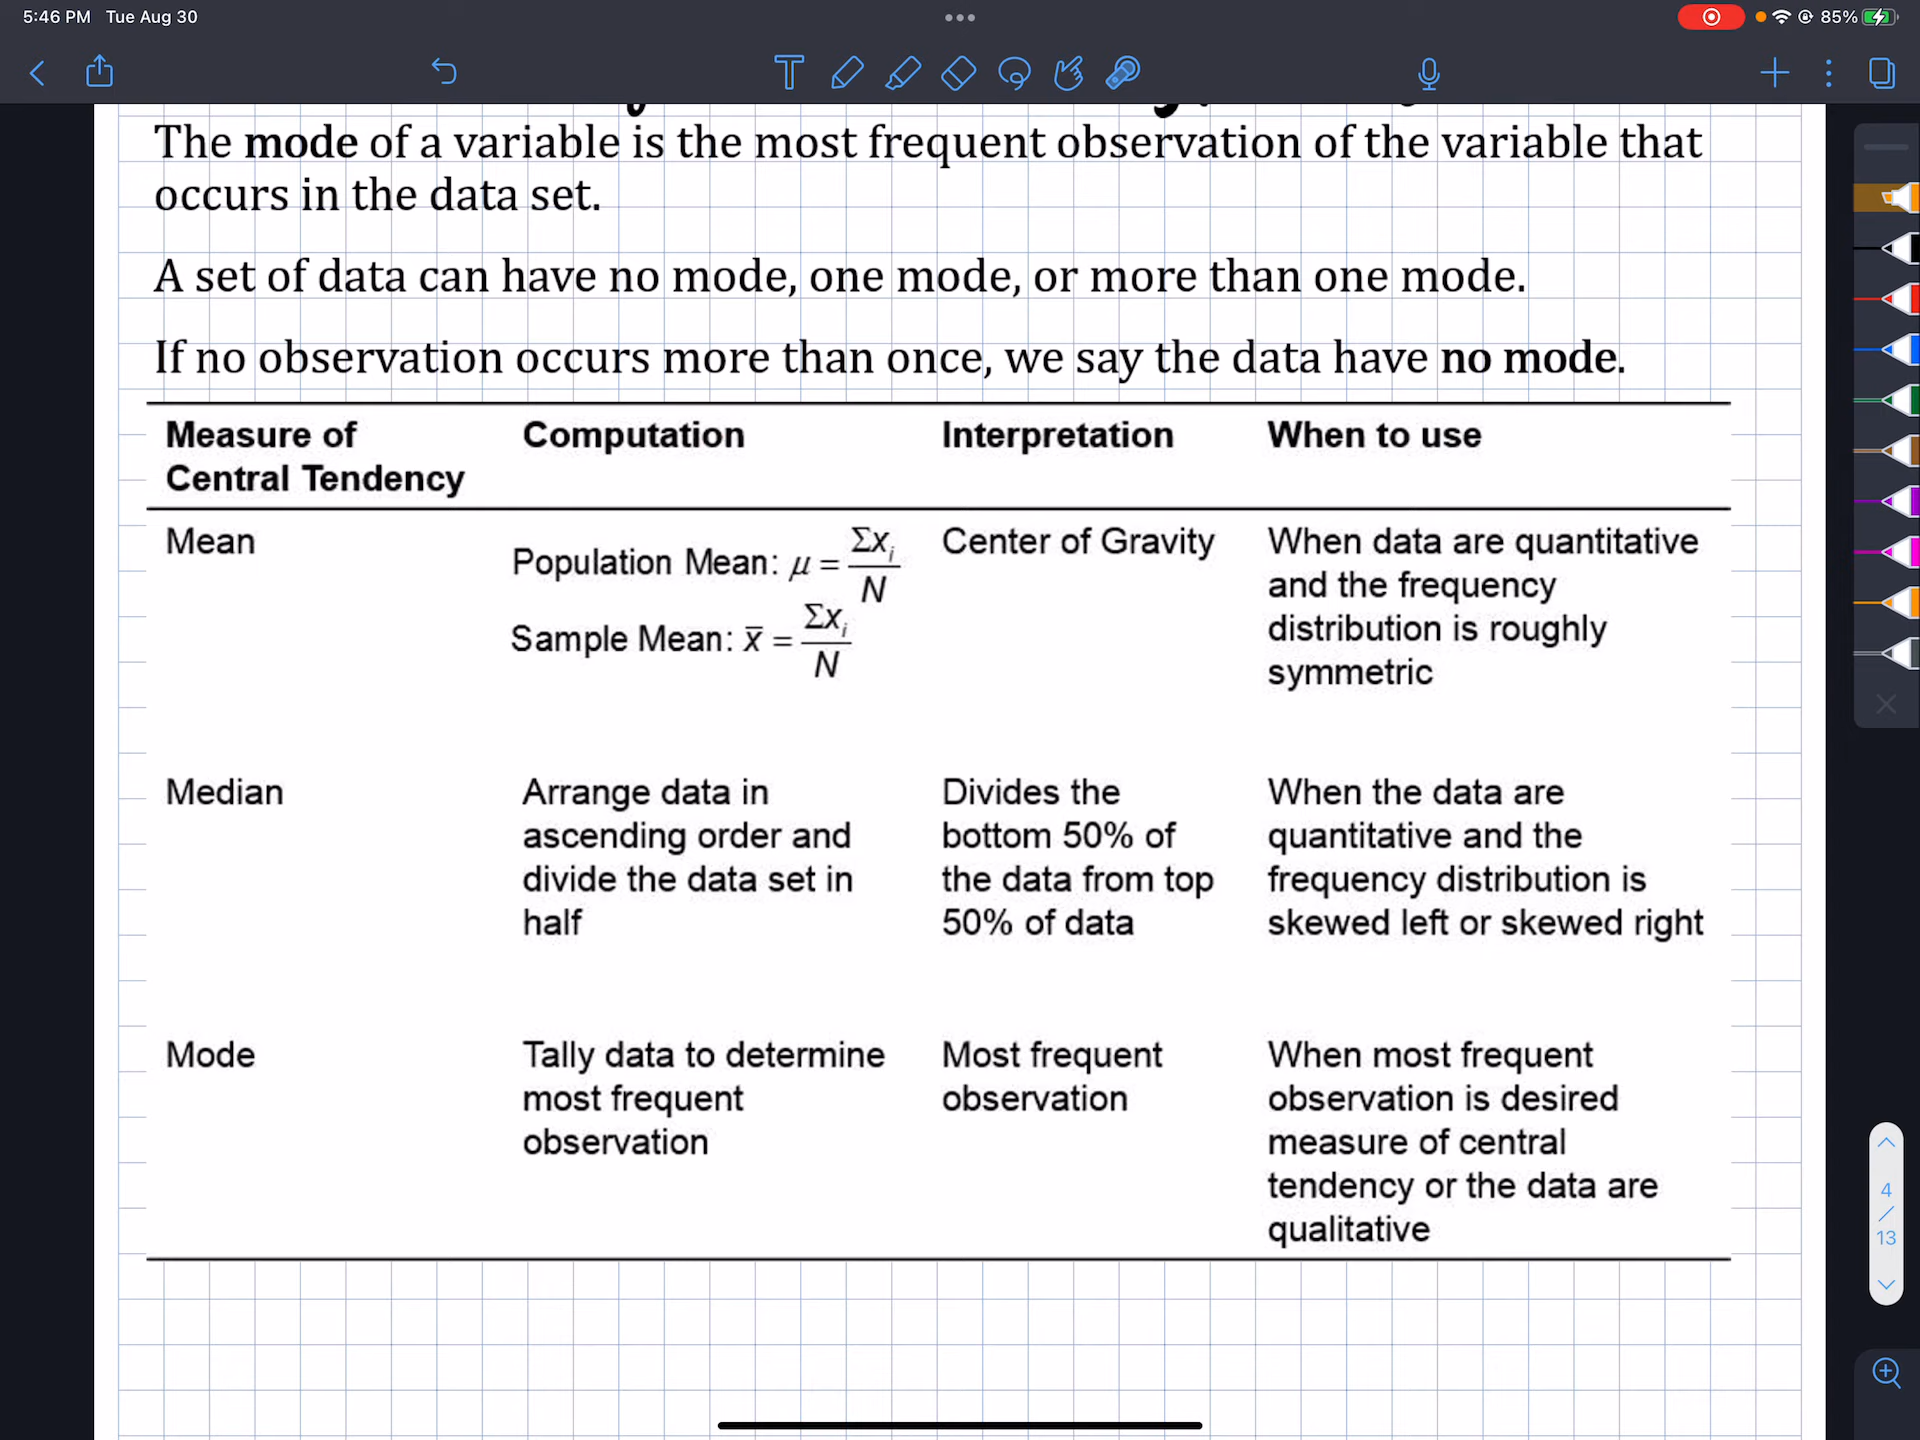 5:46 PM Tue Aug 30
85%
The mode of a variable is the most frequent observation of the variable that
occurs in the data set.
A set of data can have no mode, one mode, or more than one mode.
If no observation occurs more than once, we say the data have no mode.
Measure of
Central Tendency
Computation
Interpretation
When to use
Mean
Population Mean: μ = Σxᵢ / N
Sample Mean: x̅ = Σxᵢ / N
Center of Gravity
When data are quantitative
and the frequency
distribution is roughly
symmetric
Median
Arrange data in
ascending order and
divide the data set in
half
Divides the
bottom 50% of
the data from top
50% of data
When the data are
quantitative and the
frequency distribution is
skewed left or skewed right
Mode
Tally data to determine
most frequent
observation
Most frequent
observation
When most frequent
observation is desired
measure of central
tendency or the data are
qualitative
4
/
13